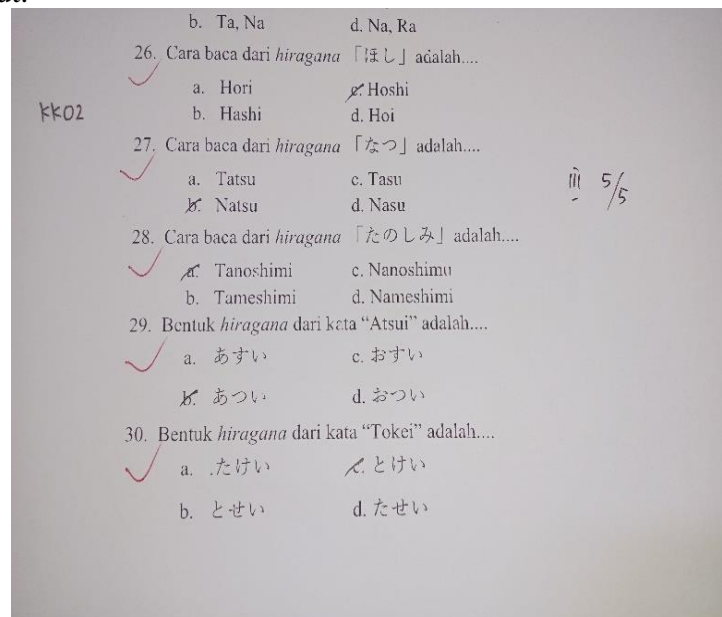 b. Ta, Na d. Na, Ra
26. Cara baca dari hiragana 「ほし」 adalah....
a. Hori c. Hoshi
KK02
b. Hashi d. Hoi
27. Cara baca dari hiragana 「なつ」 adalah....
a. Tatsu c. Tasu
III 5/5
b. Natsu d. Nasu
28. Cara baca dari hiragana 「たのしみ」 adalah....
a. Tanoshimi c. Nanoshimu
b. Tameshimi d. Nameshimi
29. Bentuk hiragana dari kata “Atsui” adalah....
a. あすい c. おすい
b. あつい d. おつい
30. Bentuk hiragana dari kata “Tokei” adalah....
a. .たけい c. とけい
b. とせい d. たせい